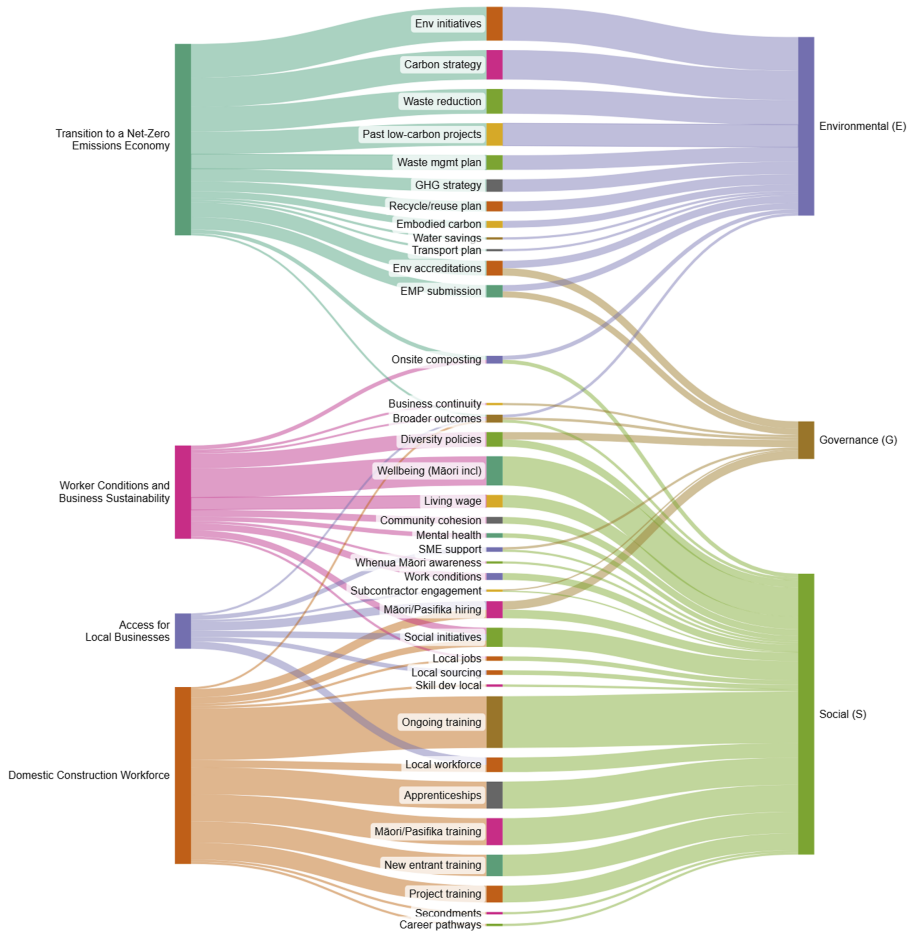 Env initiatives
Carbon strategy
Waste reduction
Past low-carbon projects
Waste mgmt plan
GHG strategy
Recycle/reuse plan
Embodied carbon
Water savings
Transport plan
Env accreditations
EMP submission
Onsite composting
Business continuity
Broader outcomes
Diversity policies
Wellbeing (Māori incl)
Living wage
Community cohesion
Mental health
SME support
Whenua Māori awareness
Work conditions
Subcontractor engagement
Māori/Pasifika hiring
Social initiatives
Local jobs
Local sourcing
Skill dev local
Ongoing training
Local workforce
Apprenticeships
Māori/Pasifika training
New entrant training
Project training
Secondments
Career pathways
Transition to a Net-Zero
Emissions Economy
Worker Conditions and
Business Sustainability
Access for
Local Businesses
Domestic Construction Workforce
Environmental (E)
Governance (G)
Social (S)